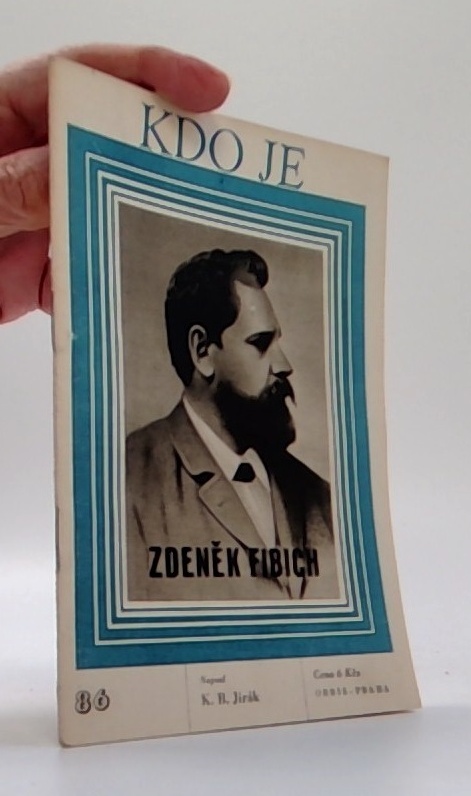 KDO JE
ZDENĚK FIBICH
86
Napsal
K. B. Jirák
Cena 6 Kčs
ORBIS-PRAHA